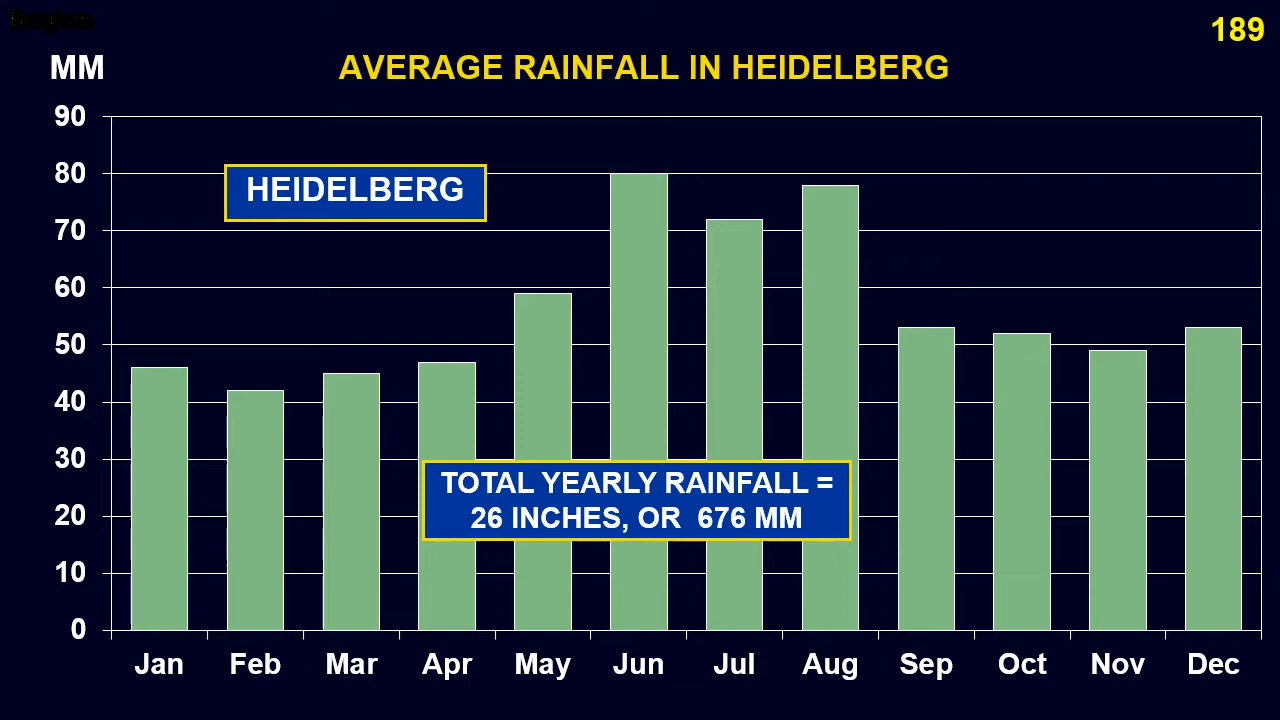 189
MM
AVERAGE RAINFALL IN HEIDELBERG
90
80
70
60
50
40
30
20
10
0
HEIDELBERG
TOTAL YEARLY RAINFALL =
26 INCHES, OR 676 MM
Jan Feb Mar Apr May Jun Jul Aug Sep Oct Nov Dec